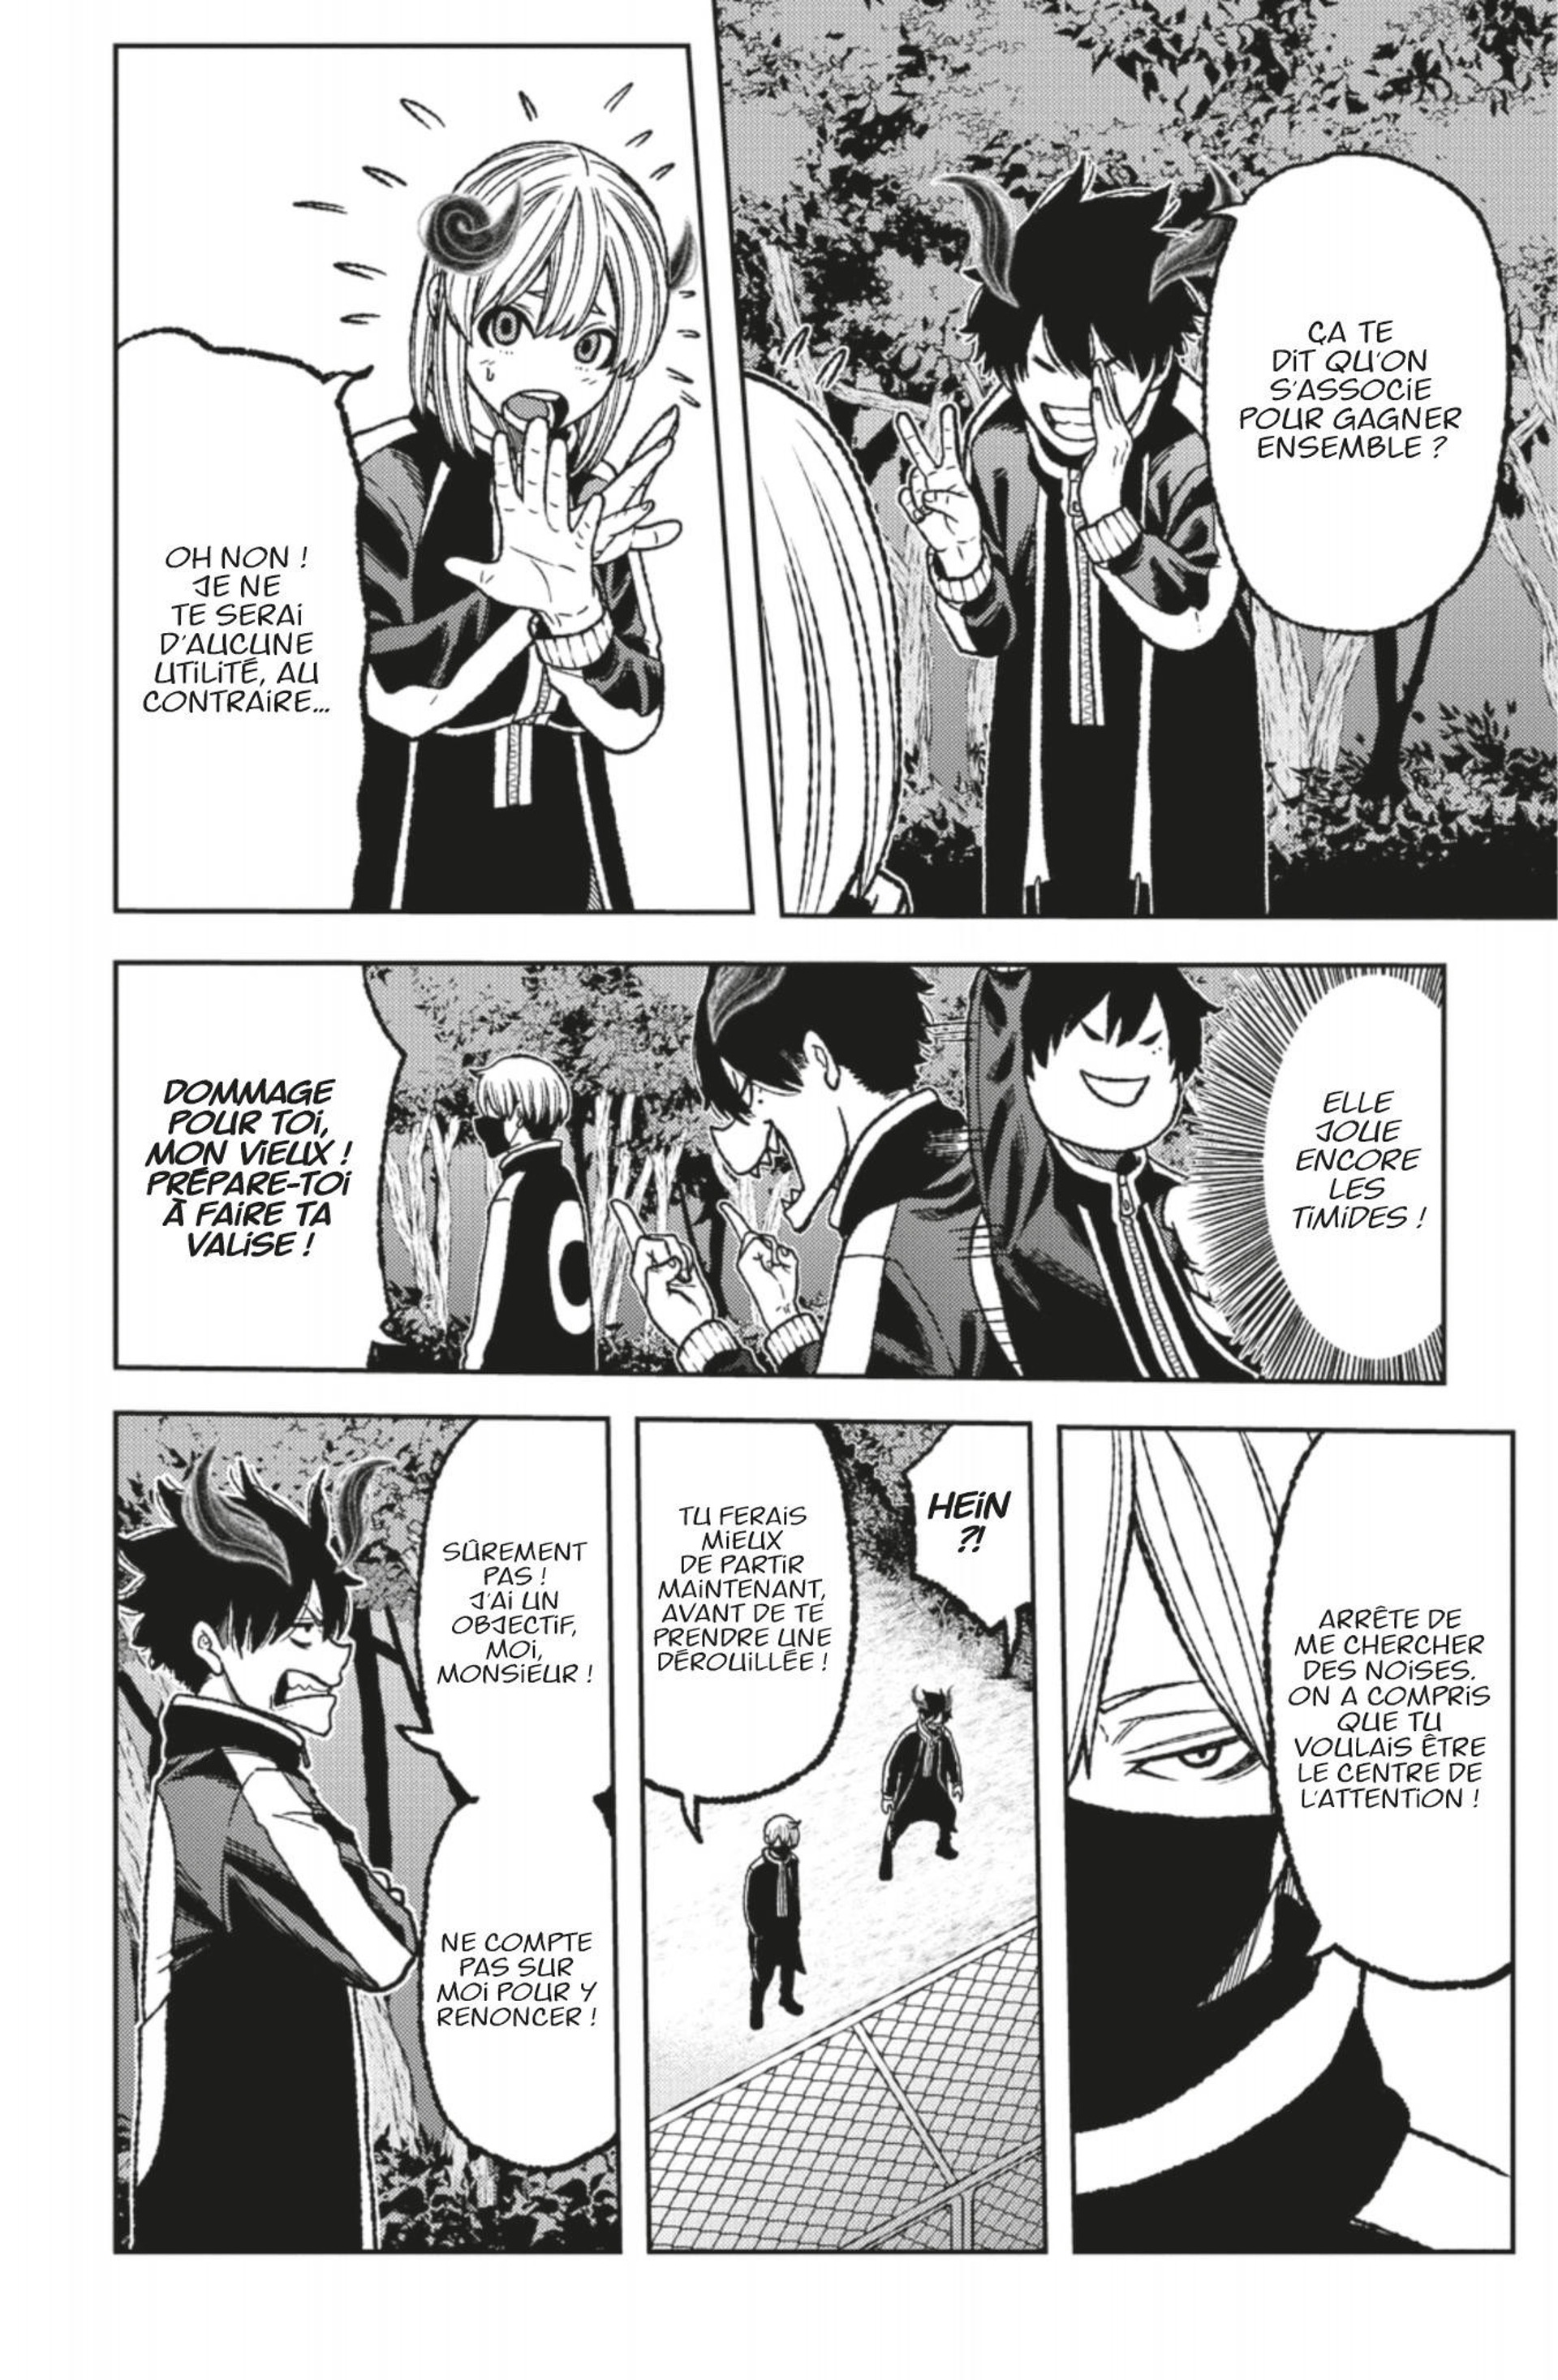 ÇA TE
DIT QU'ON
S'ASSOCIE
POUR GAGNER
ENSEMBLE ?
OH NON !
JE NE
TE SERAI
D'AUCUNE
UTILITÉ, AU
CONTRAIRE...
ELLE
JOUE
ENCORE
LES
TIMIDES !
DOMMAGE
POUR TOI,
MON VIEUX !
PRÉPARE-TOI
À FAIRE TA
VALISE !
ARRÊTE DE
ME CHERCHER
DES NOISES.
ON A COMPRIS
QUE TU
VOULAIS ÊTRE
LE CENTRE DE
L'ATTENTION !
HEIN
?!
TU FERAIS
MIEUX
DE PARTIR
MAINTENANT,
AVANT DE TE
PRENDRE UNE
DÉROUILLÉE !
SÛREMENT
PAS !
J'AI UN
OBJECTIF,
MOI,
MONSIEUR !
NE COMPTE
PAS SUR
MOI POUR Y
RENONCER !